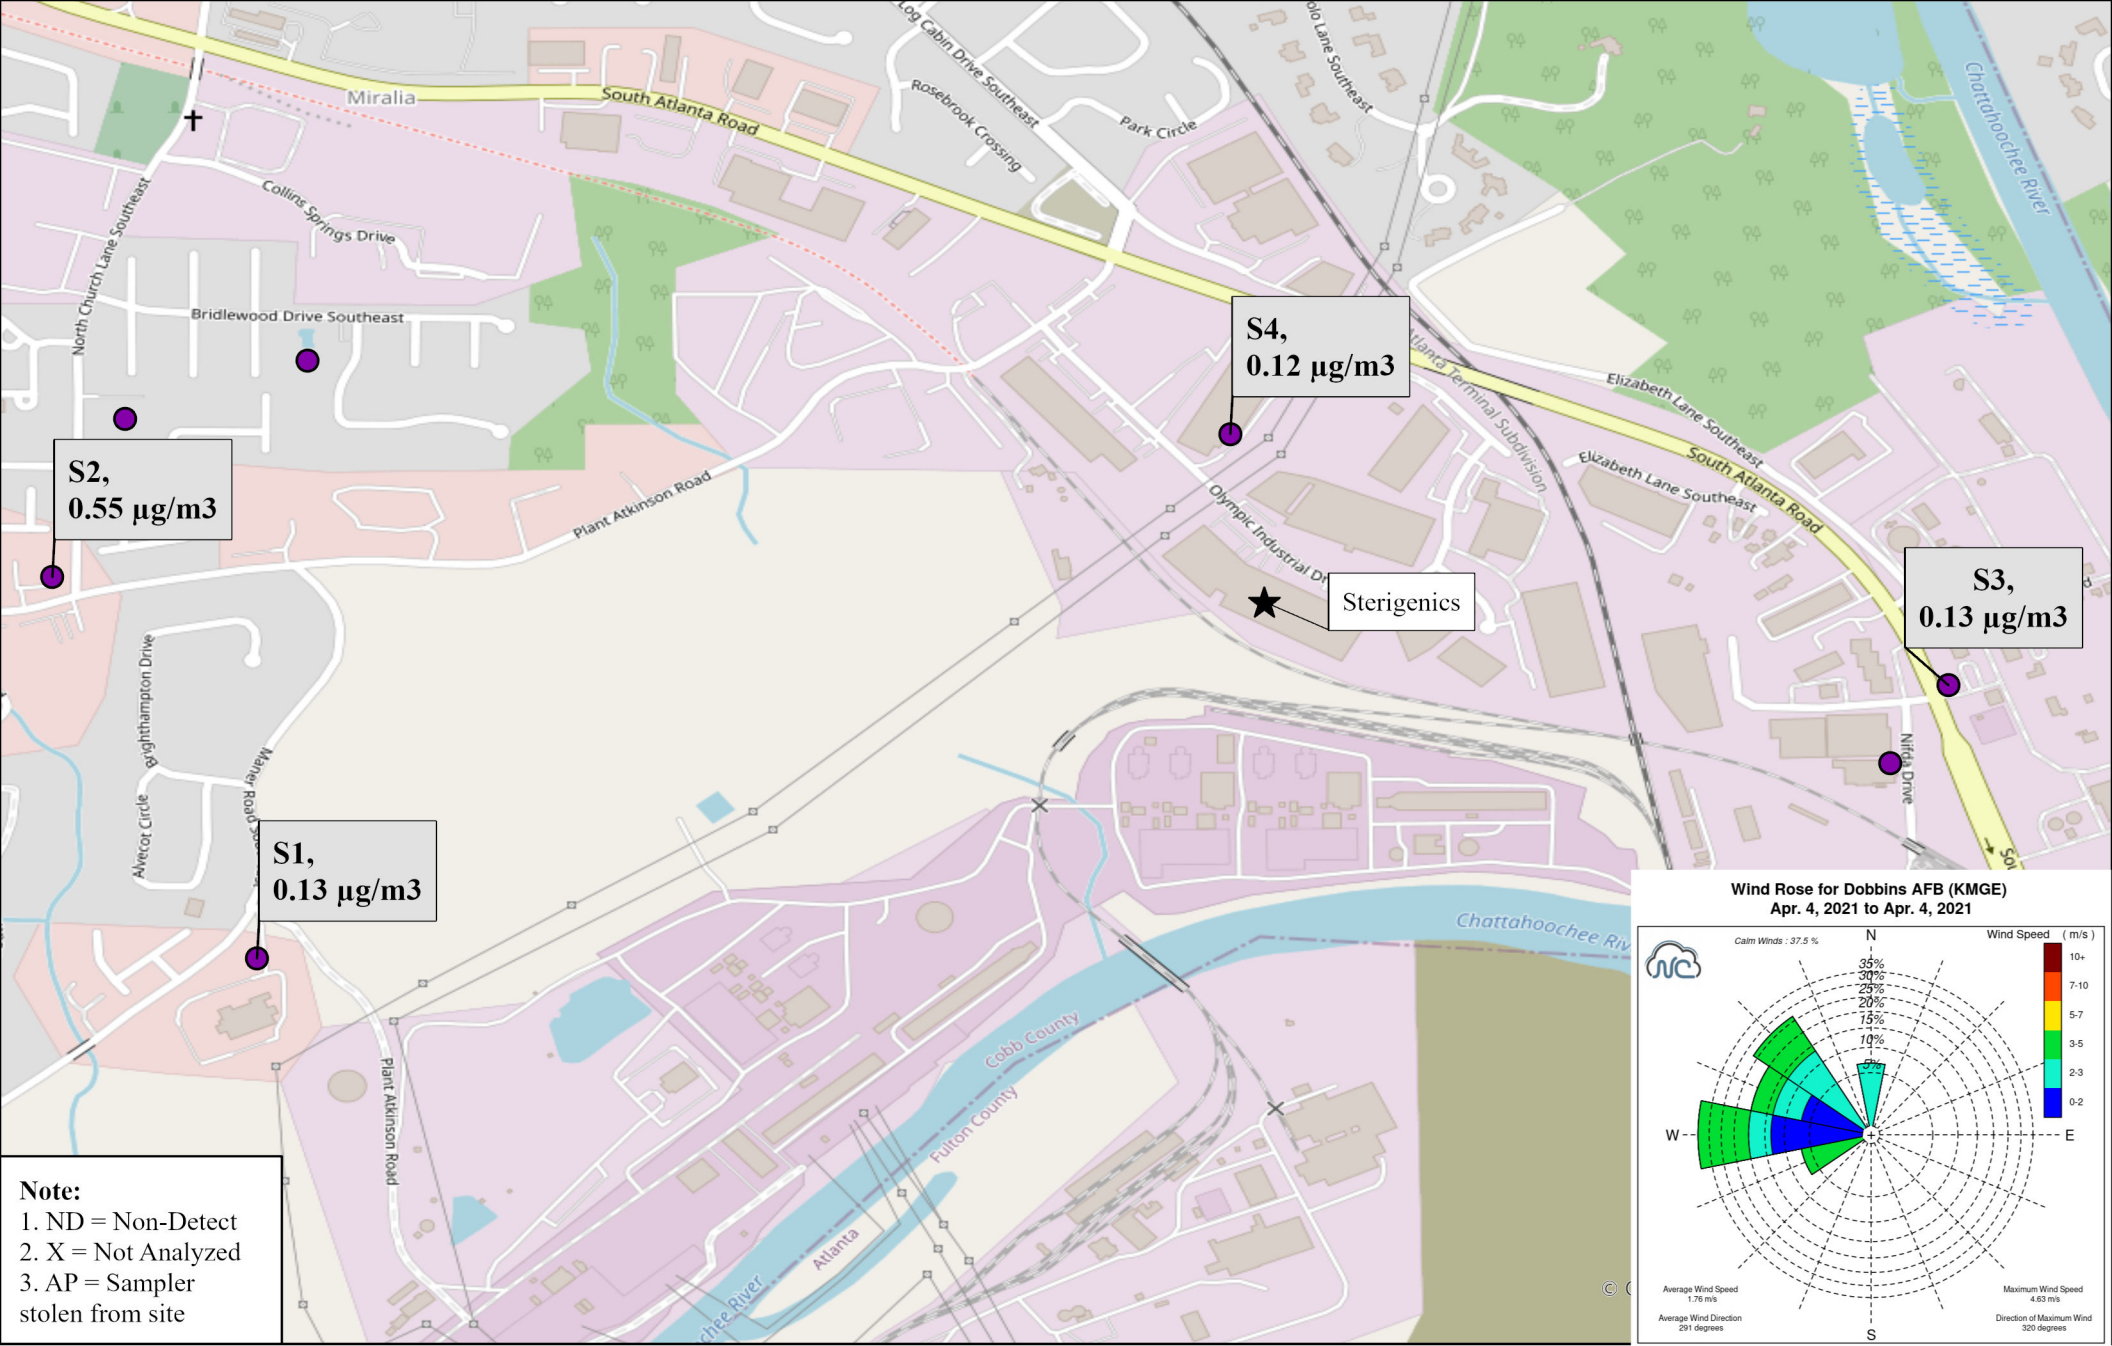 Log Cabin Drive Southeast
Miralia
South Atlanta Road
Rosebrook Crossing
Park Circle
olo Lane Southeast
Chattahoochee River
North Church Lane Southeast
Collins Springs Drive
Bridlewood Drive Southeast
S4,
0.12 µg/m3
Atlanta Terminal Subdivision
Elizabeth Lane Southeast
Elizabeth Lane Southeast
South Atlanta Road
S2,
0.55 µg/m3
Plant Atkinson Road
Olympic Industrial Dr
Sterigenics
S3,
0.13 µg/m3
Brighthampton Drive
Alvecot Circle
Maner Road
S1,
0.13 µg/m3
Nifda Drive
Sou
Chattahoochee Riv
Cobb County
Fulton County
Atlanta
chee River
Plant Atkinson Road
Note:
1. ND = Non-Detect
2. X = Not Analyzed
3. AP = Sampler
stolen from site
©
Wind Rose for Dobbins AFB (KMGE)
Apr. 4, 2021 to Apr. 4, 2021
NC
Calm Winds : 37.5 %
N
Wind Speed ( m/s )
35%
30%
25%
20%
15%
10%
5%
10+
7-10
5-7
3-5
2-3
0-2
W
E
S
Average Wind Speed
1.76 m/s
Average Wind Direction
291 degrees
Maximum Wind Speed
4.63 m/s
Direction of Maximum Wind
320 degrees